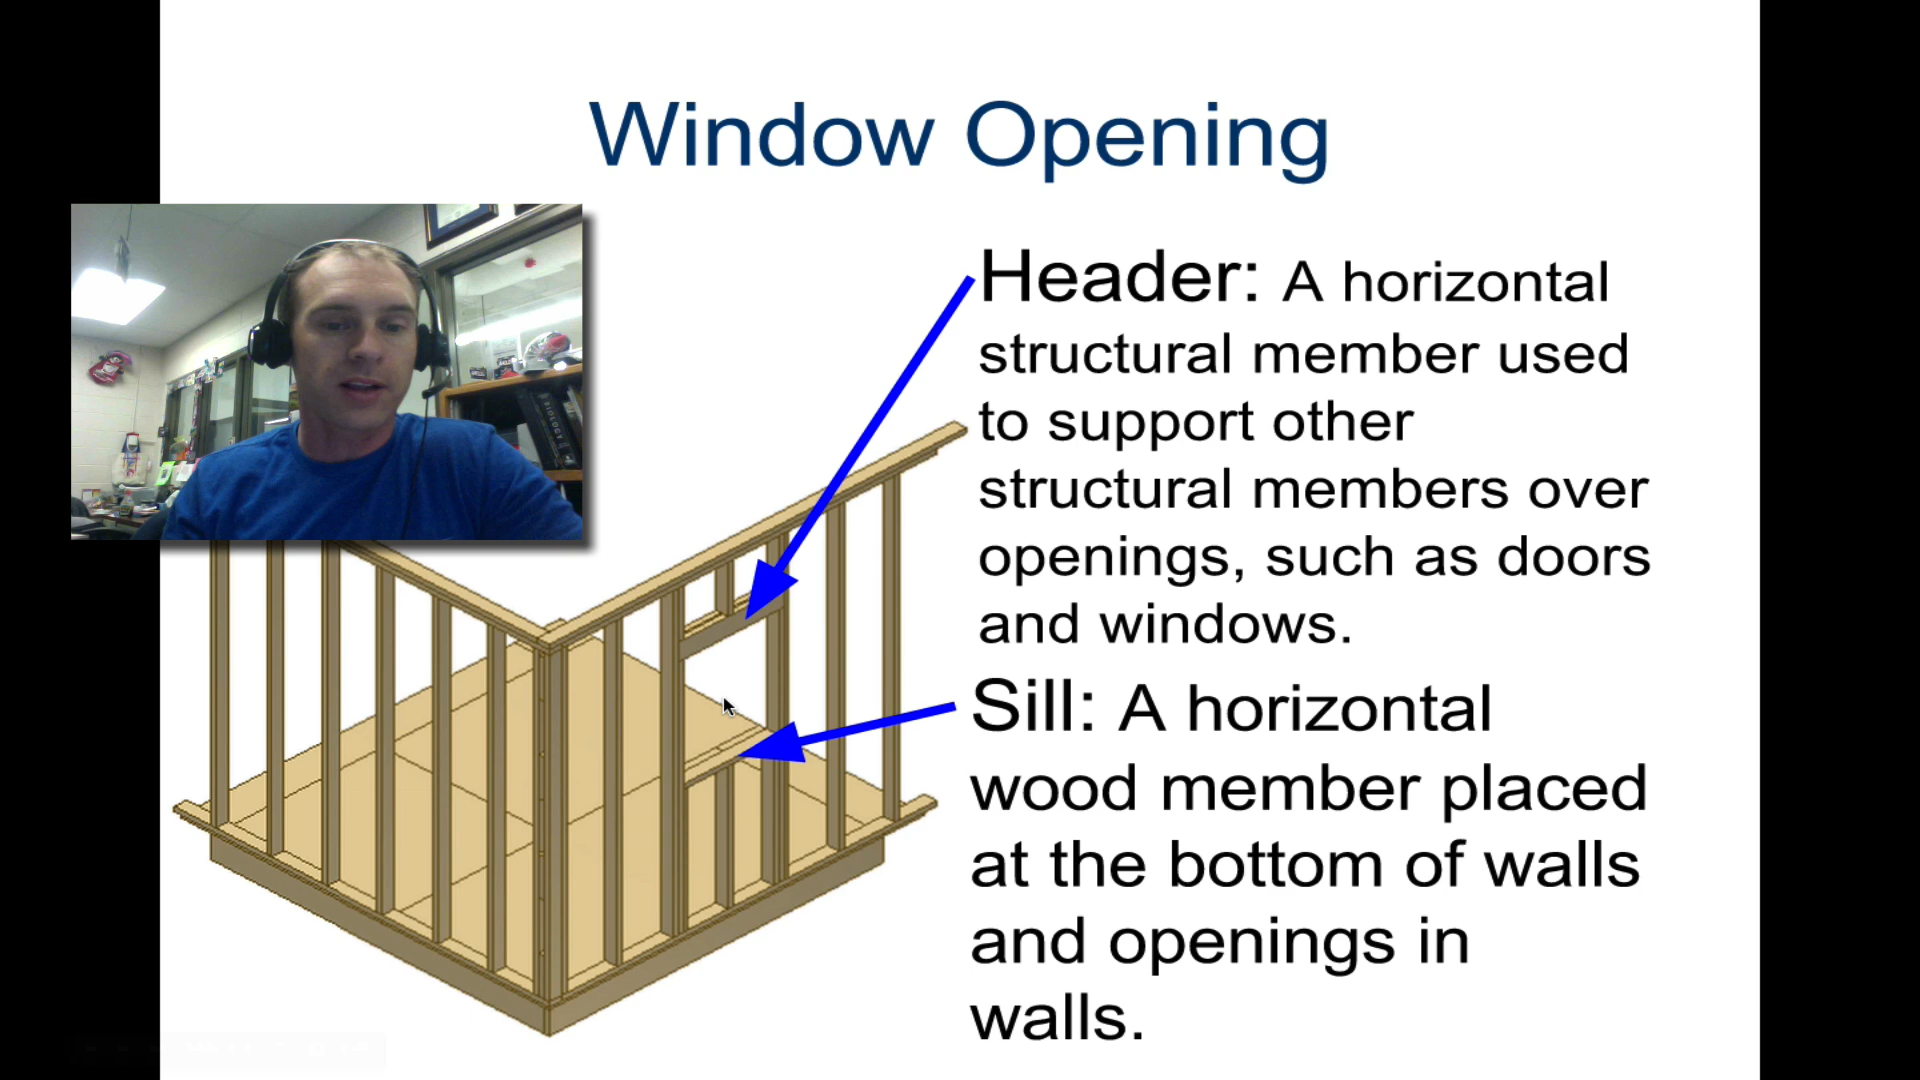 Window Opening
Header: A horizontal
structural member used
to support other
structural members over
openings, such as doors
and windows.
Sill: A horizontal
wood member placed
at the bottom of walls
and openings in
walls.
BIOLOGY